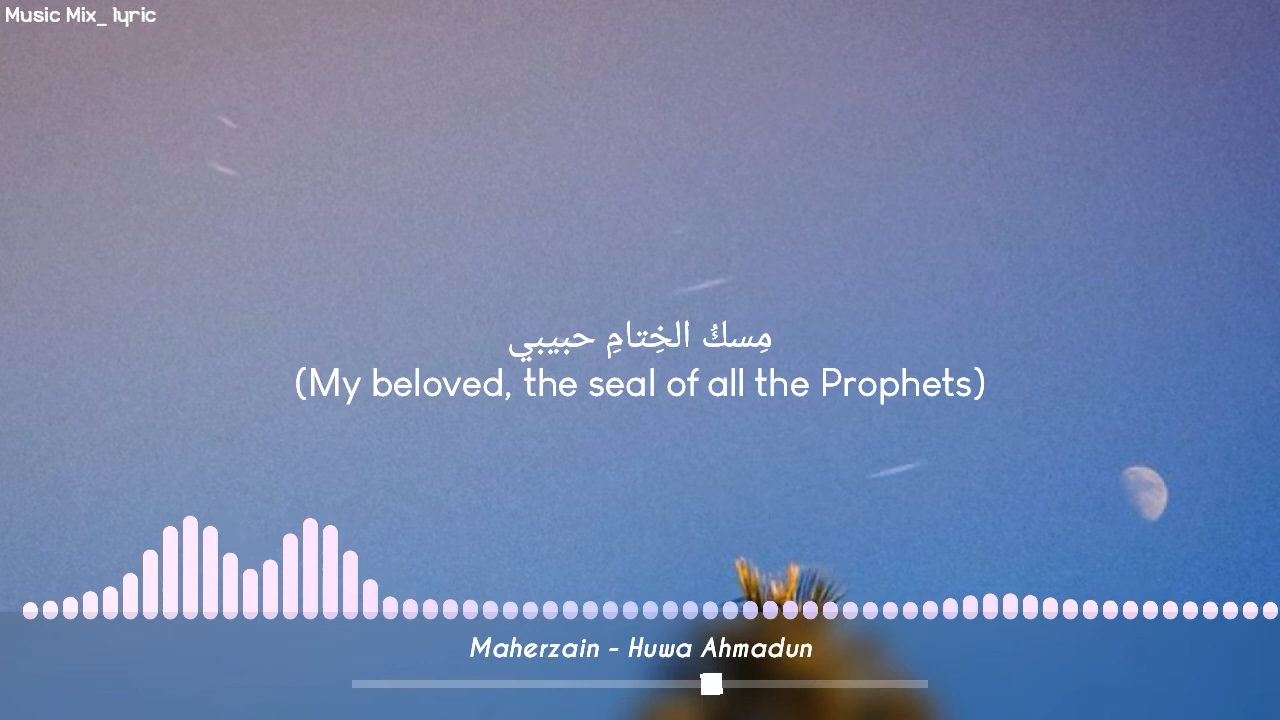 Music Mix_ lyric
مِسكُ الخِتامِ حبيبي
(My beloved, the seal of all the Prophets)
Maherzain - Huwa Ahmadun